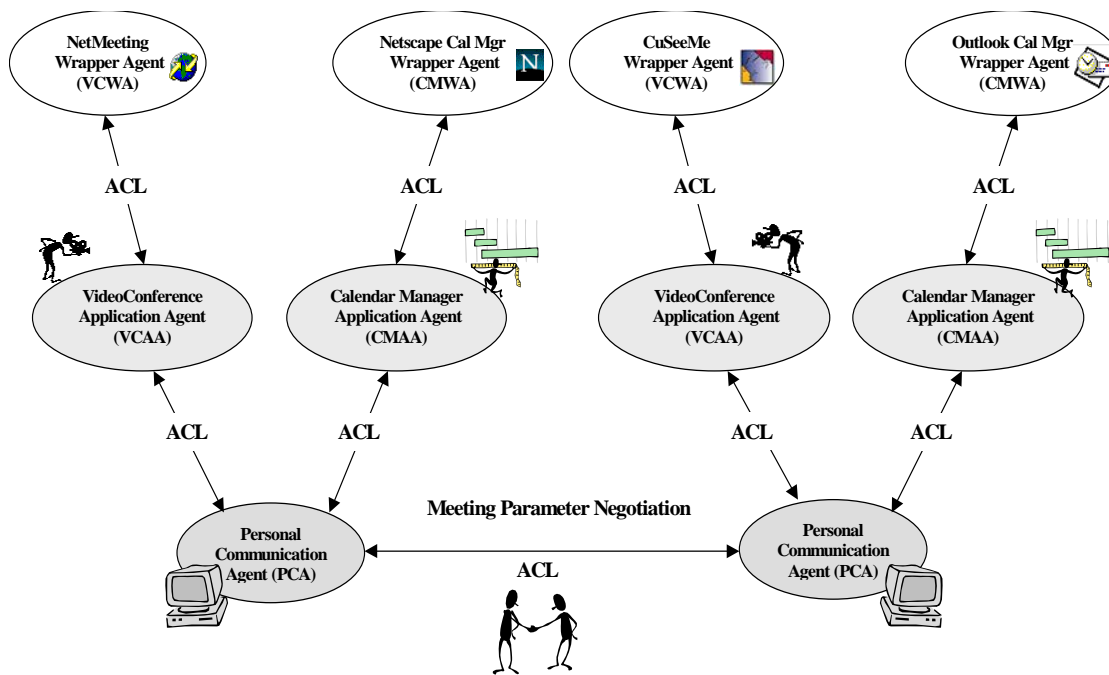 NetMeeting
Wrapper Agent
(VCWA)
Netscape Cal Mgr
Wrapper Agent
(CMWA)
N
CuSeeMe
Wrapper Agent
(VCWA)
Outlook Cal Mgr
Wrapper Agent
(CMWA)
ACL
ACL
ACL
ACL
VideoConference
Application Agent
(VCAA)
Calendar Manager
Application Agent
(CMAA)
VideoConference
Application Agent
(VCAA)
Calendar Manager
Application Agent
(CMAA)
ACL
ACL
ACL
ACL
Meeting Parameter Negotiation
Personal
Communication
Agent (PCA)
Personal
Communication
Agent (PCA)
ACL